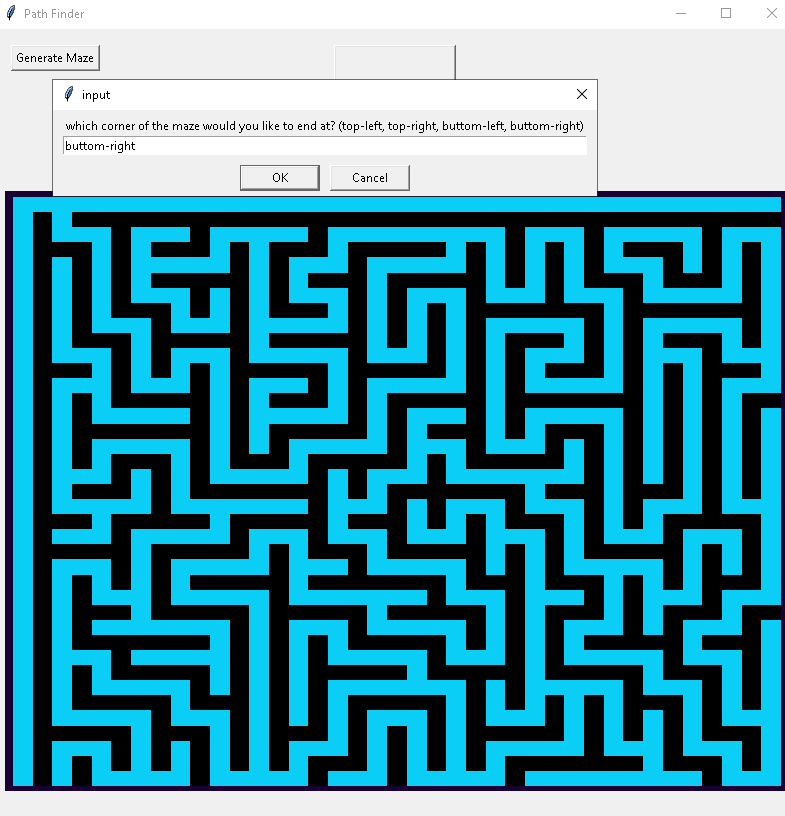 Path Finder
Generate Maze
input
which corner of the maze would you like to end at? (top-left, top-right, buttom-left, buttom-right)
buttom-right
OK
Cancel